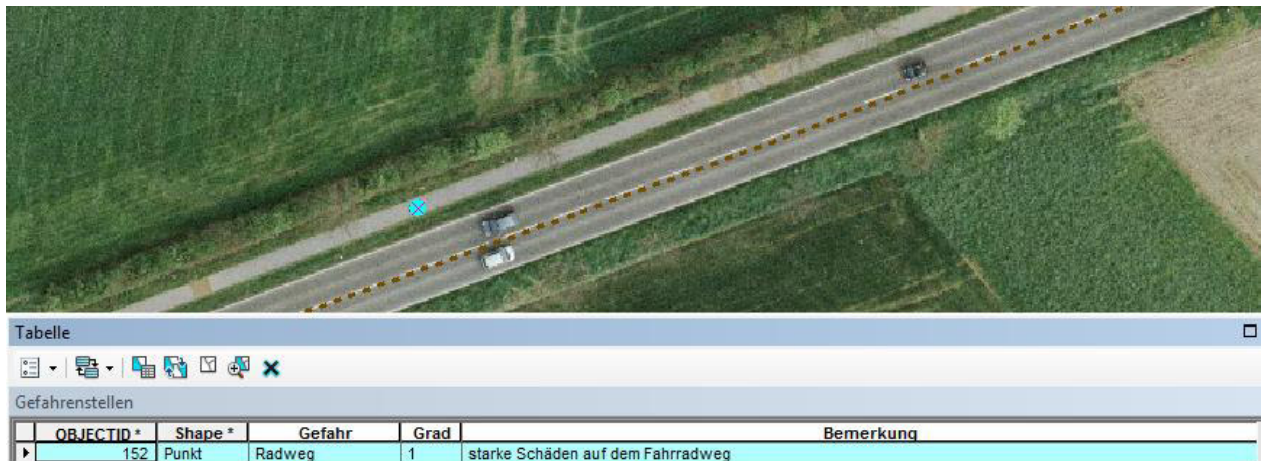 Tabelle
Gefahrenstellen
OBJECTID * Shape * Gefahr Grad Bemerkung
152 Punkt Radweg 1 starke Schäden auf dem Fahrradweg